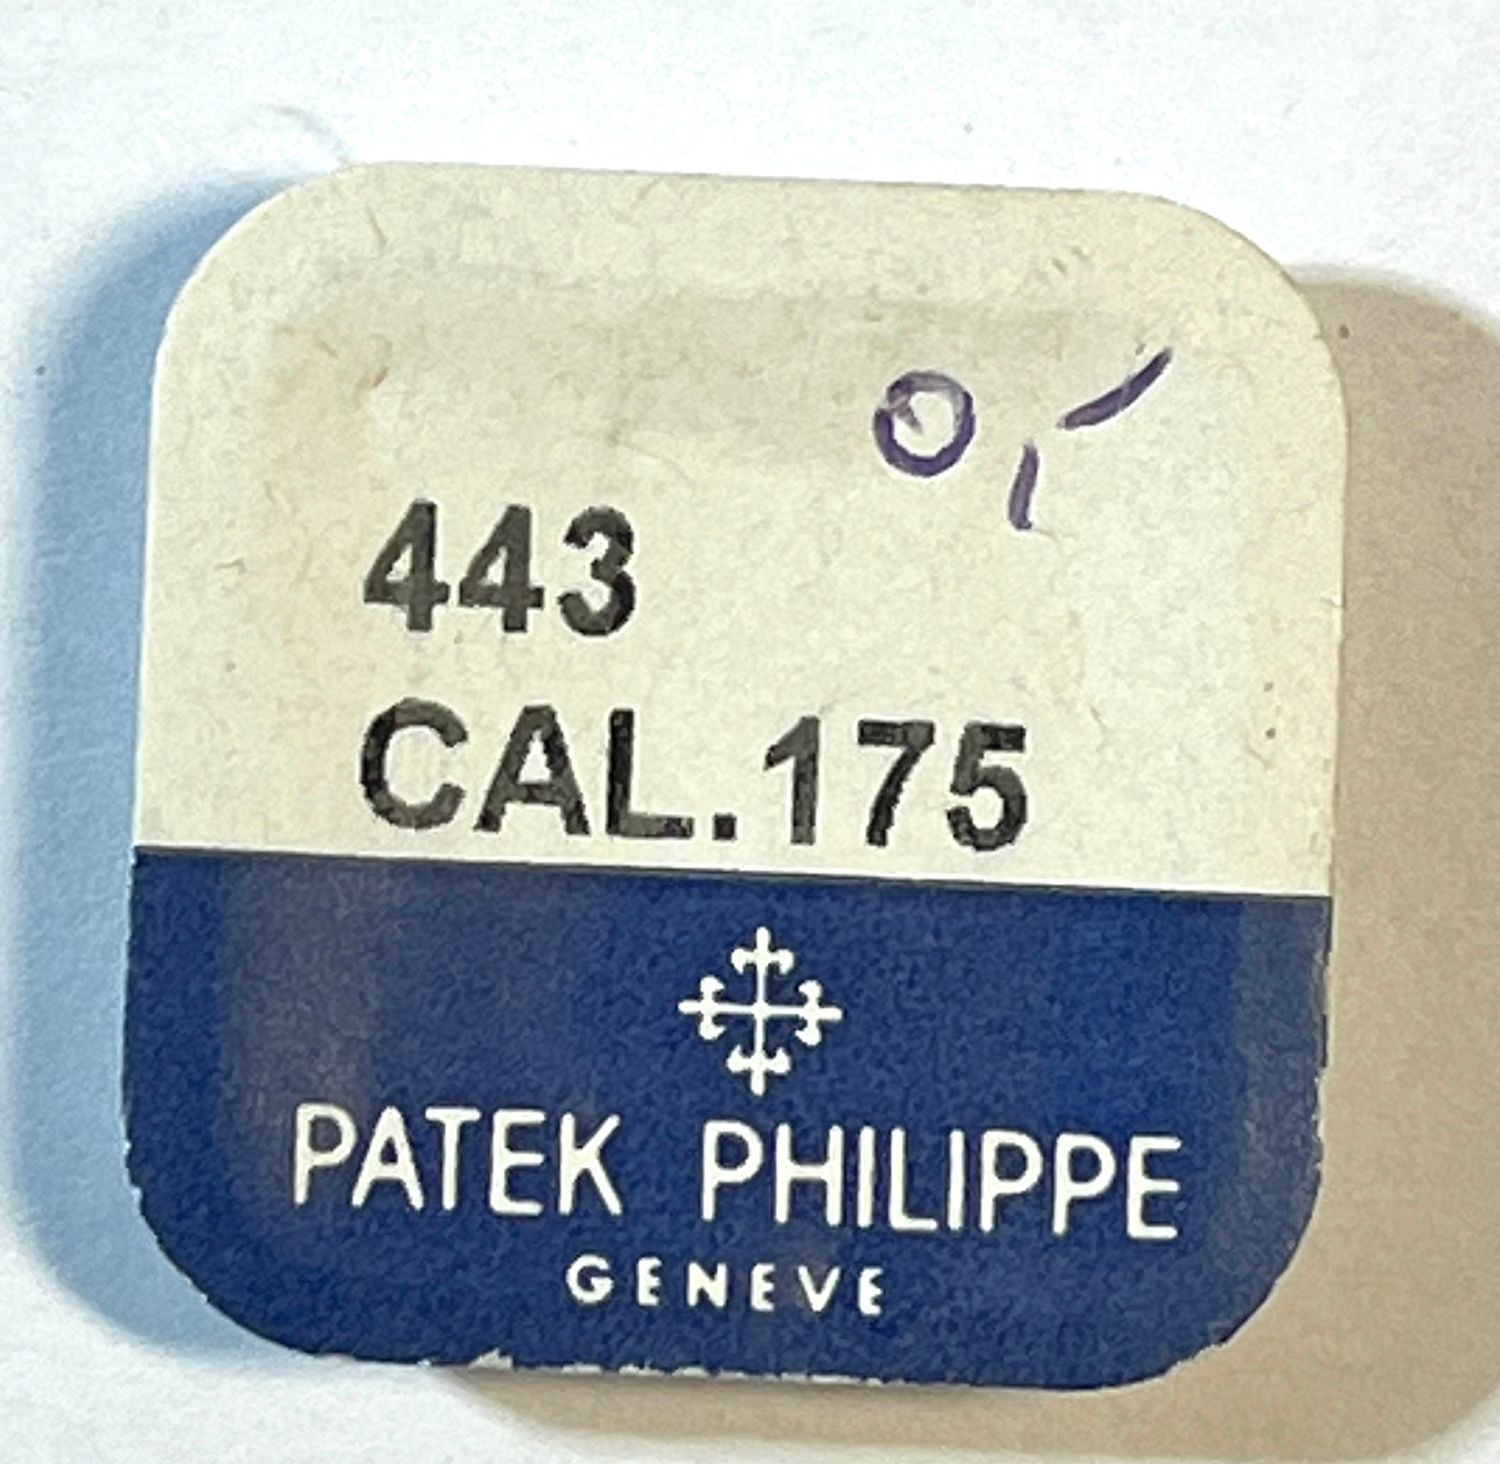 443
CAL.175
PATEK PHILIPPE
GENEVE